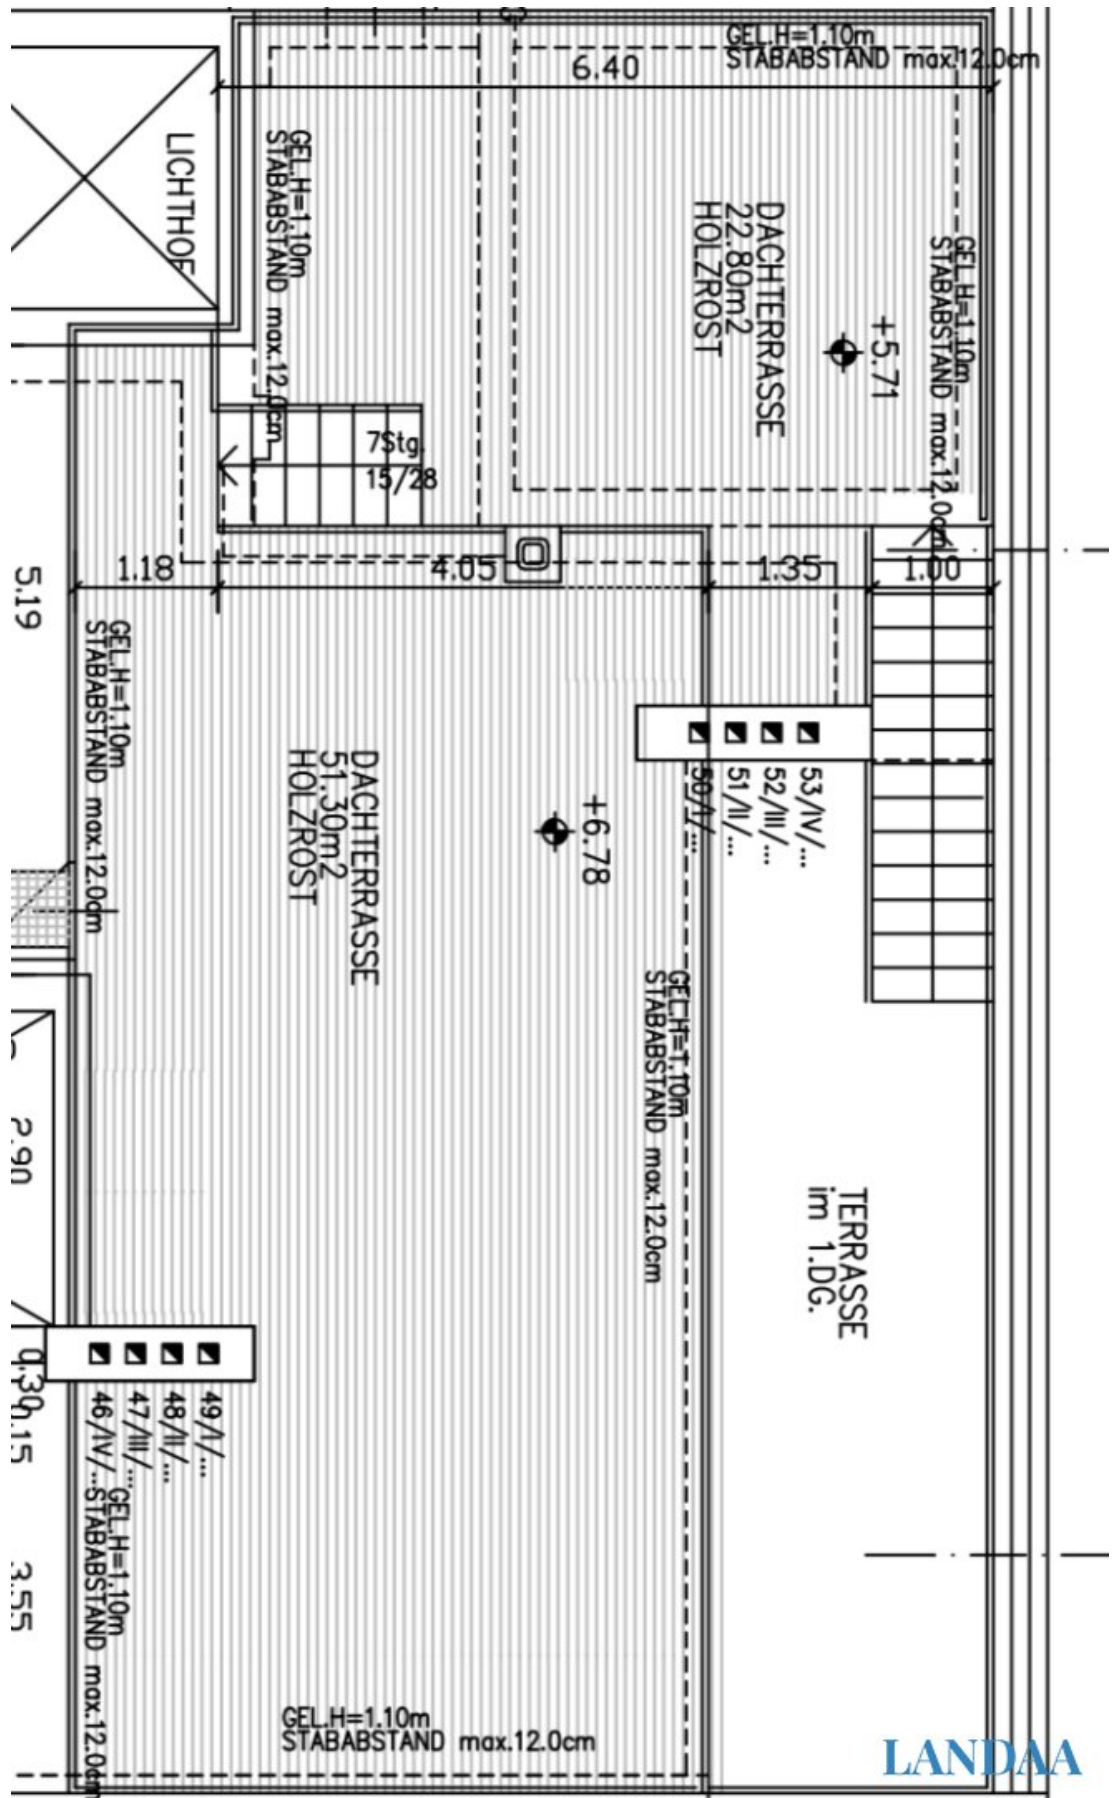 GEL.H=1.10m
STABABSTAND max.12.0cm
6.40
LICHTHOF
GEL.H=1.10m
STABABSTAND max.12.0cm
DACHTERRASSE
22.80m2
HOLZROST
GEL.H=1.10m
STABABSTAND max.12.0cm
+5.71
7Stg.
15/28
1.18
4.05
1.35
1.00
5.19
GEL.H=1.10m
STABABSTAND max.12.0cm
DACHTERRASSE
51.30m2
HOLZROST
+6.78
53/IV/...
52/III/...
51/II/...
50/I/...
GEL.H=1.10m
STABABSTAND max.12.0cm
2.90
TERRASSE
im 1.DG.
0.30
49/I/...
48/II/...
47/III/...
46/IV/...
GEL.H=1.10m
STABABSTAND max.12.0cm
3.55
GEL.H=1.10m
STABABSTAND max.12.0cm
LANDAA